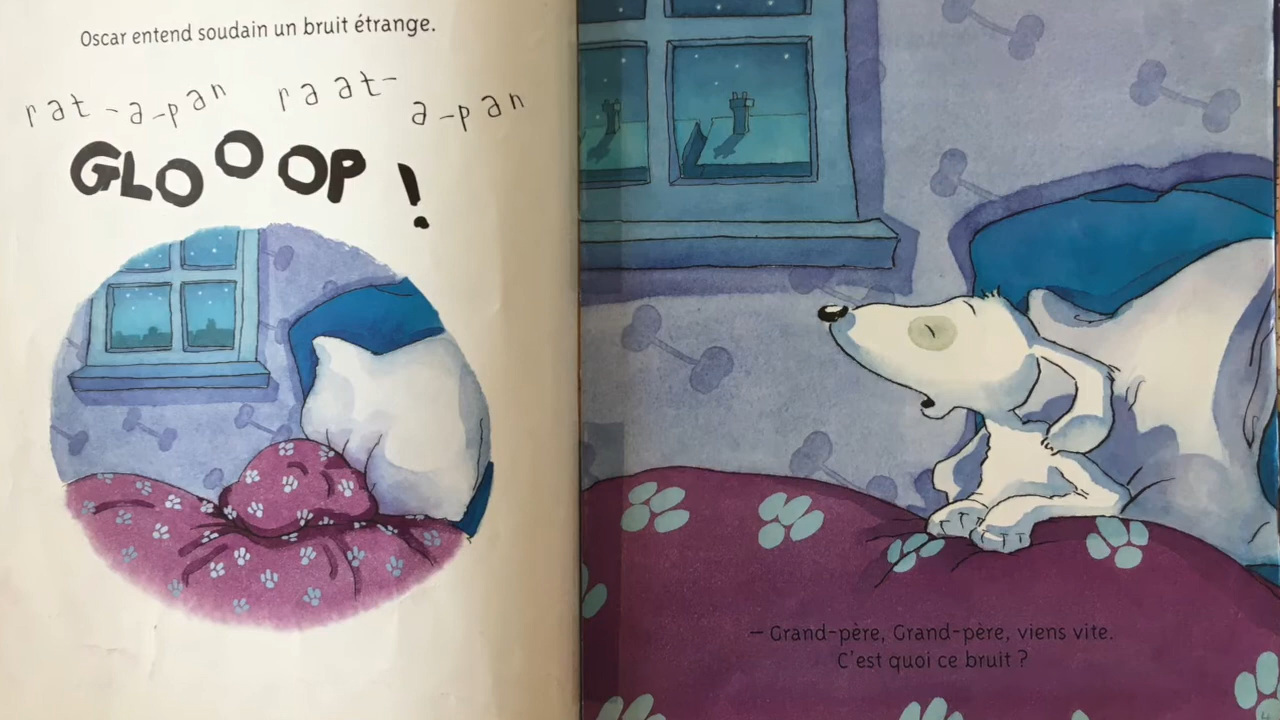 Oscar entend soudain un bruit étrange.
rat-a-pan raat-
a-pan
GLOOOP !
— Grand-père, Grand-père, viens vite.
C'est quoi ce bruit ?